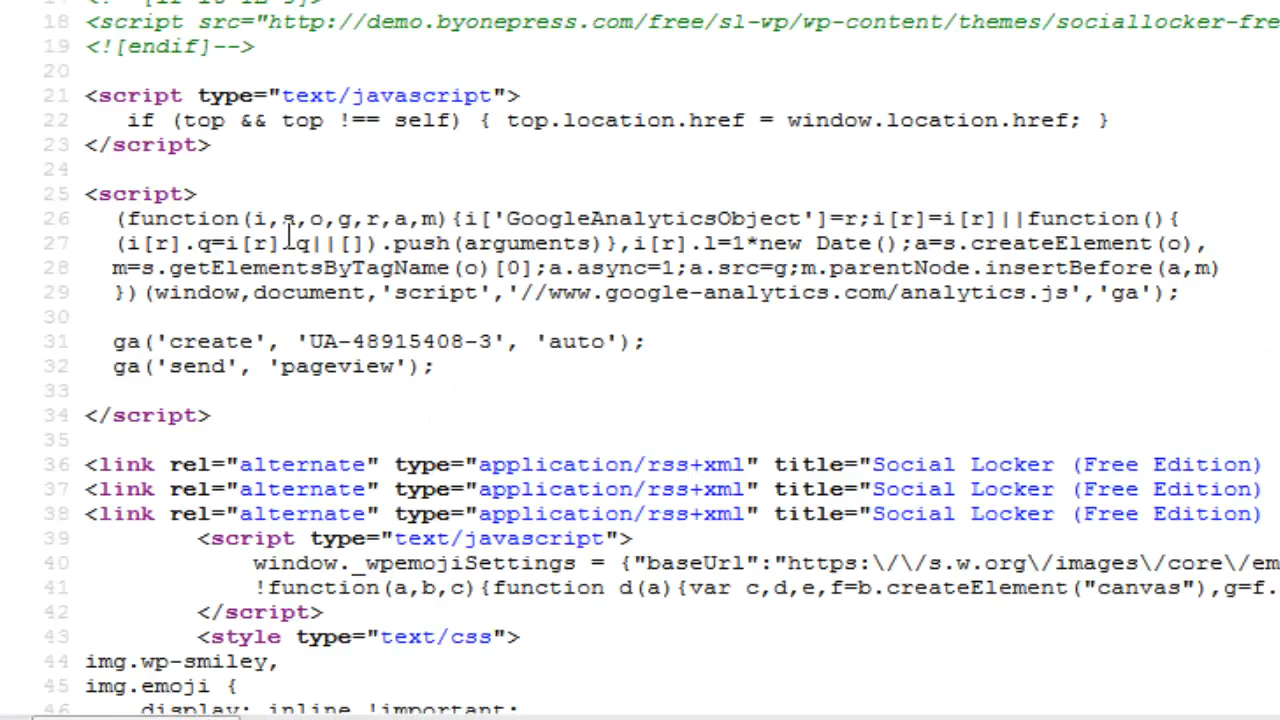 18 <script src="http://demo.byonepress.com/free/sl-wp/wp-content/themes/sociallocker-fre
19 <![endif]-->
20
21 <script type="text/javascript">
22 if (top && top !== self) { top.location.href = window.location.href; }
23 </script>
24
25 <script>
26 (function(i,s,o,g,r,a,m){i['GoogleAnalyticsObject']=r;i[r]=i[r]||function(){
27 (i[r].q=i[r].q||[]).push(arguments)},i[r].l=1*new Date();a=s.createElement(o),
28 m=s.getElementsByTagName(o)[0];a.async=1;a.src=g;m.parentNode.insertBefore(a,m)
29 })(window,document,'script','//www.google-analytics.com/analytics.js','ga');
30
31 ga('create', 'UA-48915408-3', 'auto');
32 ga('send', 'pageview');
33
34 </script>
35
36 <link rel="alternate" type="application/rss+xml" title="Social Locker (Free Edition)
37 <link rel="alternate" type="application/rss+xml" title="Social Locker (Free Edition)
38 <link rel="alternate" type="application/rss+xml" title="Social Locker (Free Edition)
39 <script type="text/javascript">
40 window._wpemojiSettings = {"baseUrl":"https:\/\/s.w.org\/images\/core\/em
41 !function(a,b,c){function d(a){var c,d,e,f=b.createElement("canvas"),g=f.
42 </script>
43 <style type="text/css">
44 img.wp-smiley,
45 img.emoji {
46 display: inline !important;